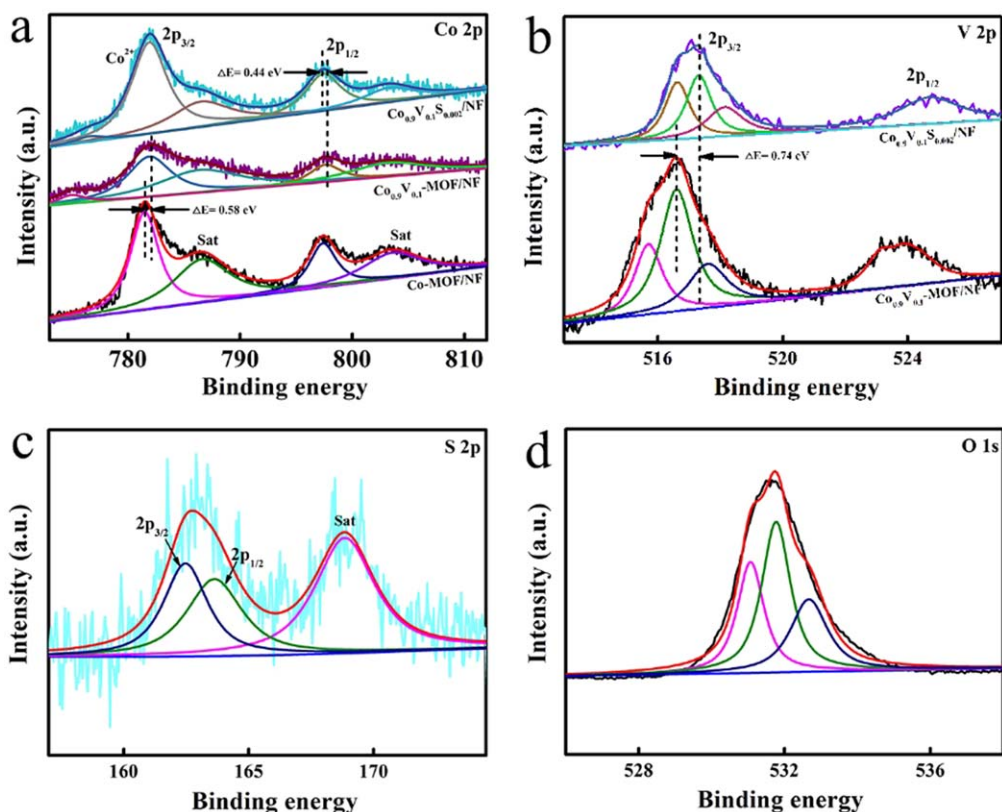 a
Co 2p
2p3/2
Co2+
2p1/2
ΔE= 0.44 eV
Co0.9V0.1S0.002/NF
Co0.9V0.1-MOF/NF
ΔE= 0.58 eV
Sat
Sat
Co-MOF/NF
Intensity (a.u.)
780 790 800 810
Binding energy
b
V 2p
2p3/2
2p1/2
Co0.9V0.1S0.002/NF
ΔE= 0.74 eV
Co0.9V0.1-MOF/NF
Intensity (a.u.)
516 520 524
Binding energy
c
S 2p
2p3/2
2p1/2
Sat
Intensity (a.u.)
160 165 170
Binding energy
d
O 1s
Intensity (a.u.)
528 532 536
Binding energy